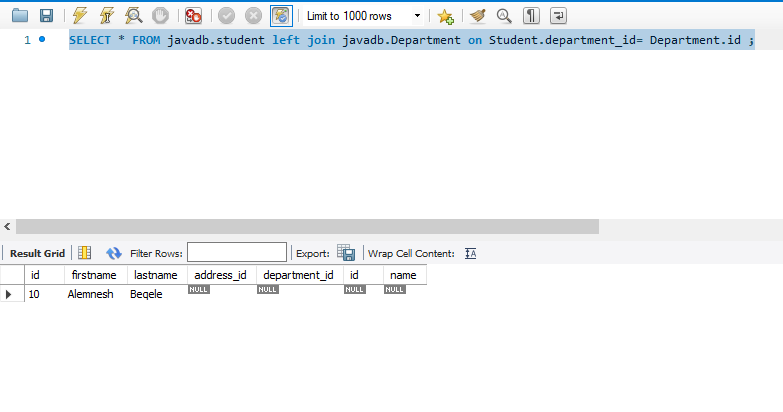 Limit to 1000 rows
1 SELECT * FROM javadb.student left join javadb.Department on Student.department_id= Department.id ;
Result Grid Filter Rows: Export: Wrap Cell Content:
id firstname lastname address_id department_id id name
10 Alemnesh Begele NULL NULL NULL NULL